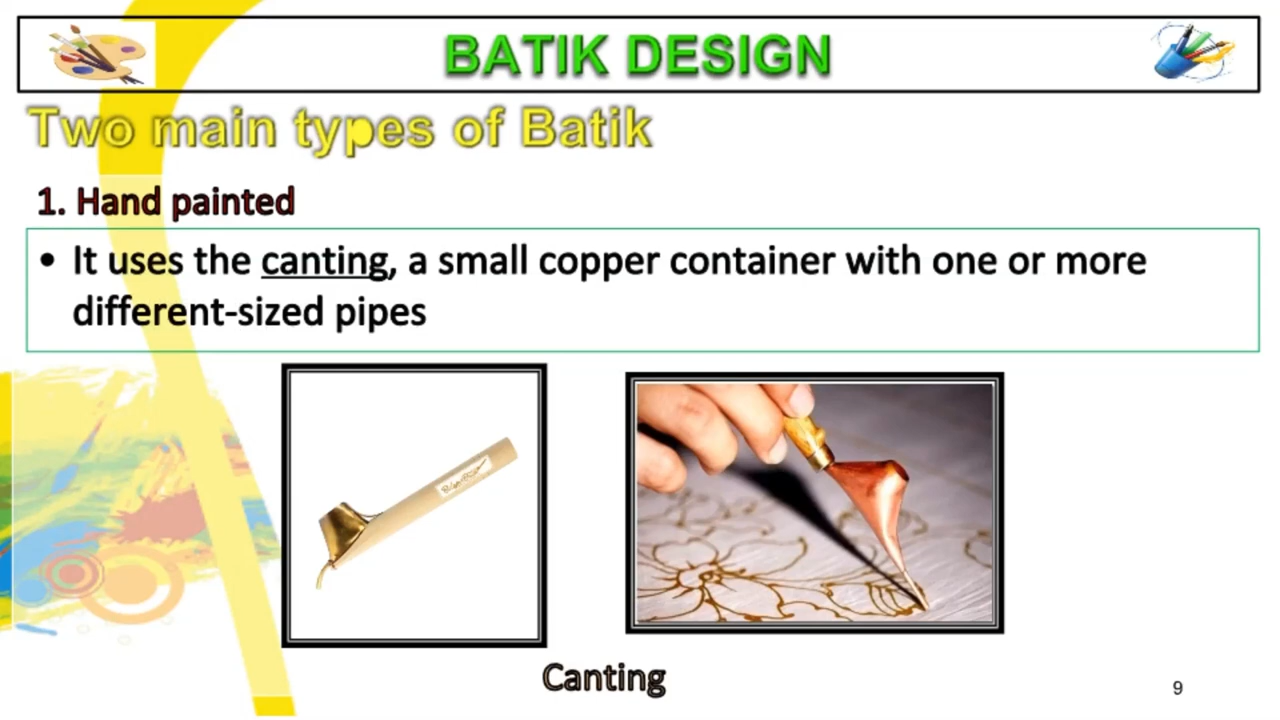 BATIK DESIGN
Two main types of Batik
1. Hand painted
• It uses the canting, a small copper container with one or more
different-sized pipes
Canting
9